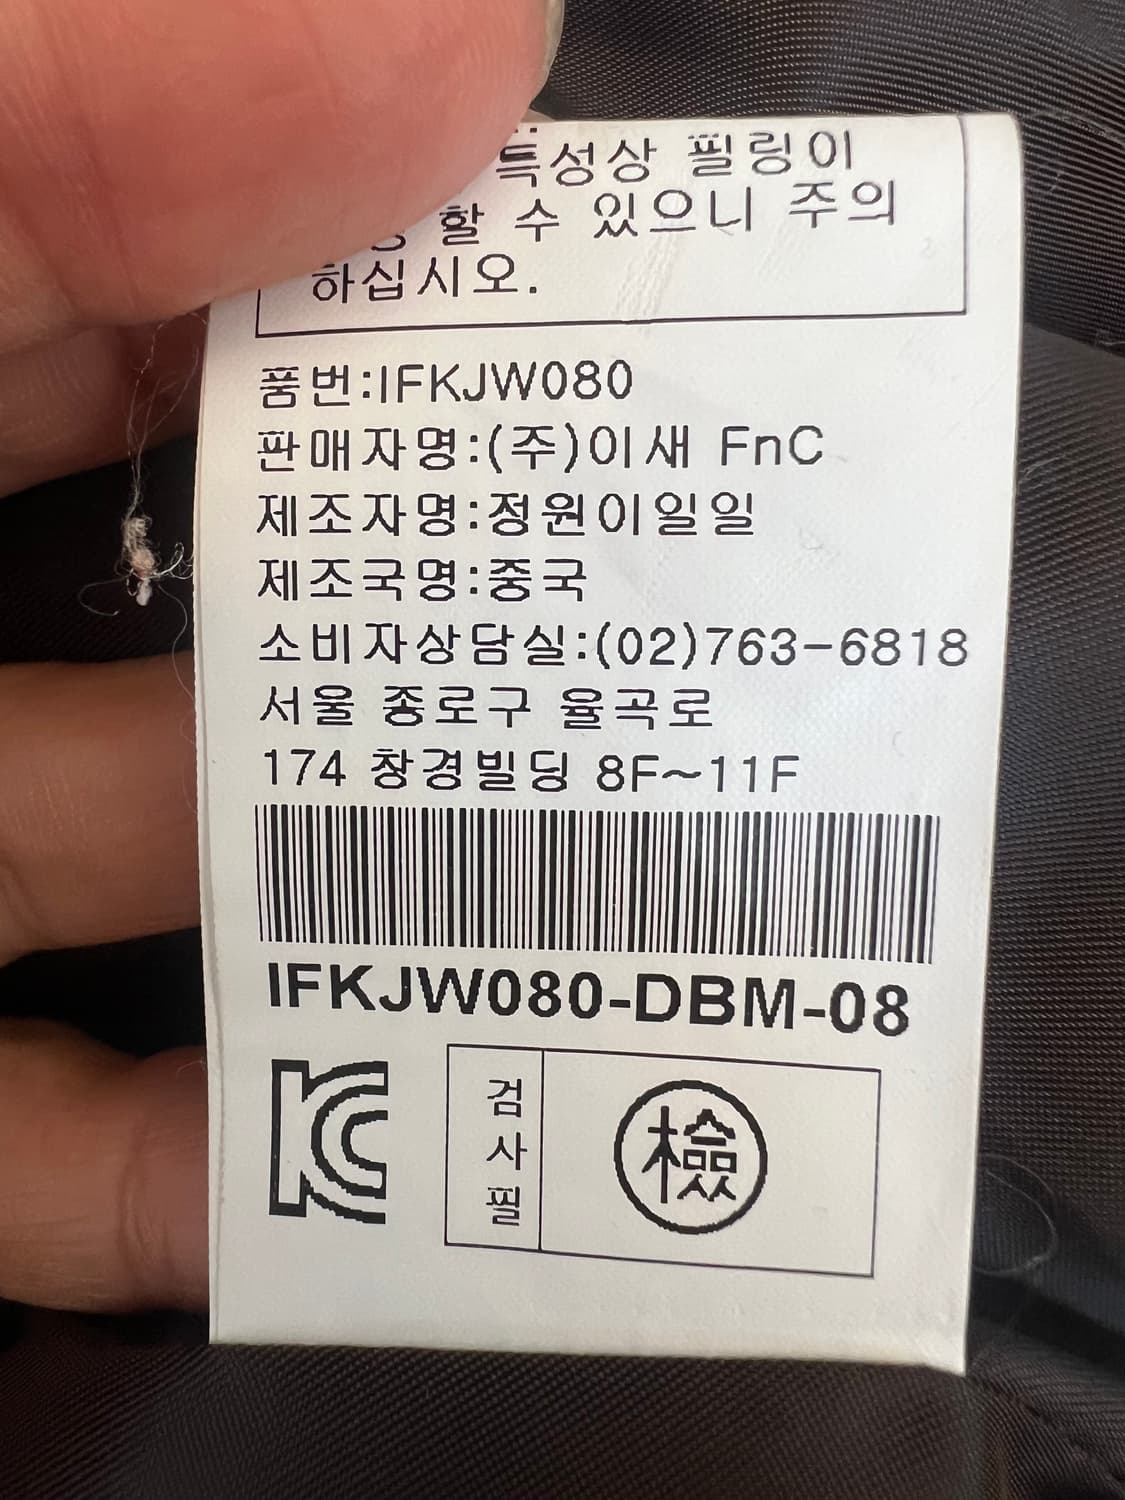 특성상 필링이
할 수 있으니 주의
하십시오.
품번:IFKJW080
판매자명:(주)이새 FnC
제조자명:정원이일일
제조국명:중국
소비자상담실:(02)763-6818
서울 종로구 율곡로
174 창경빌딩 8F~11F
IFKJW080-DBM-08
KC
검사필
檢